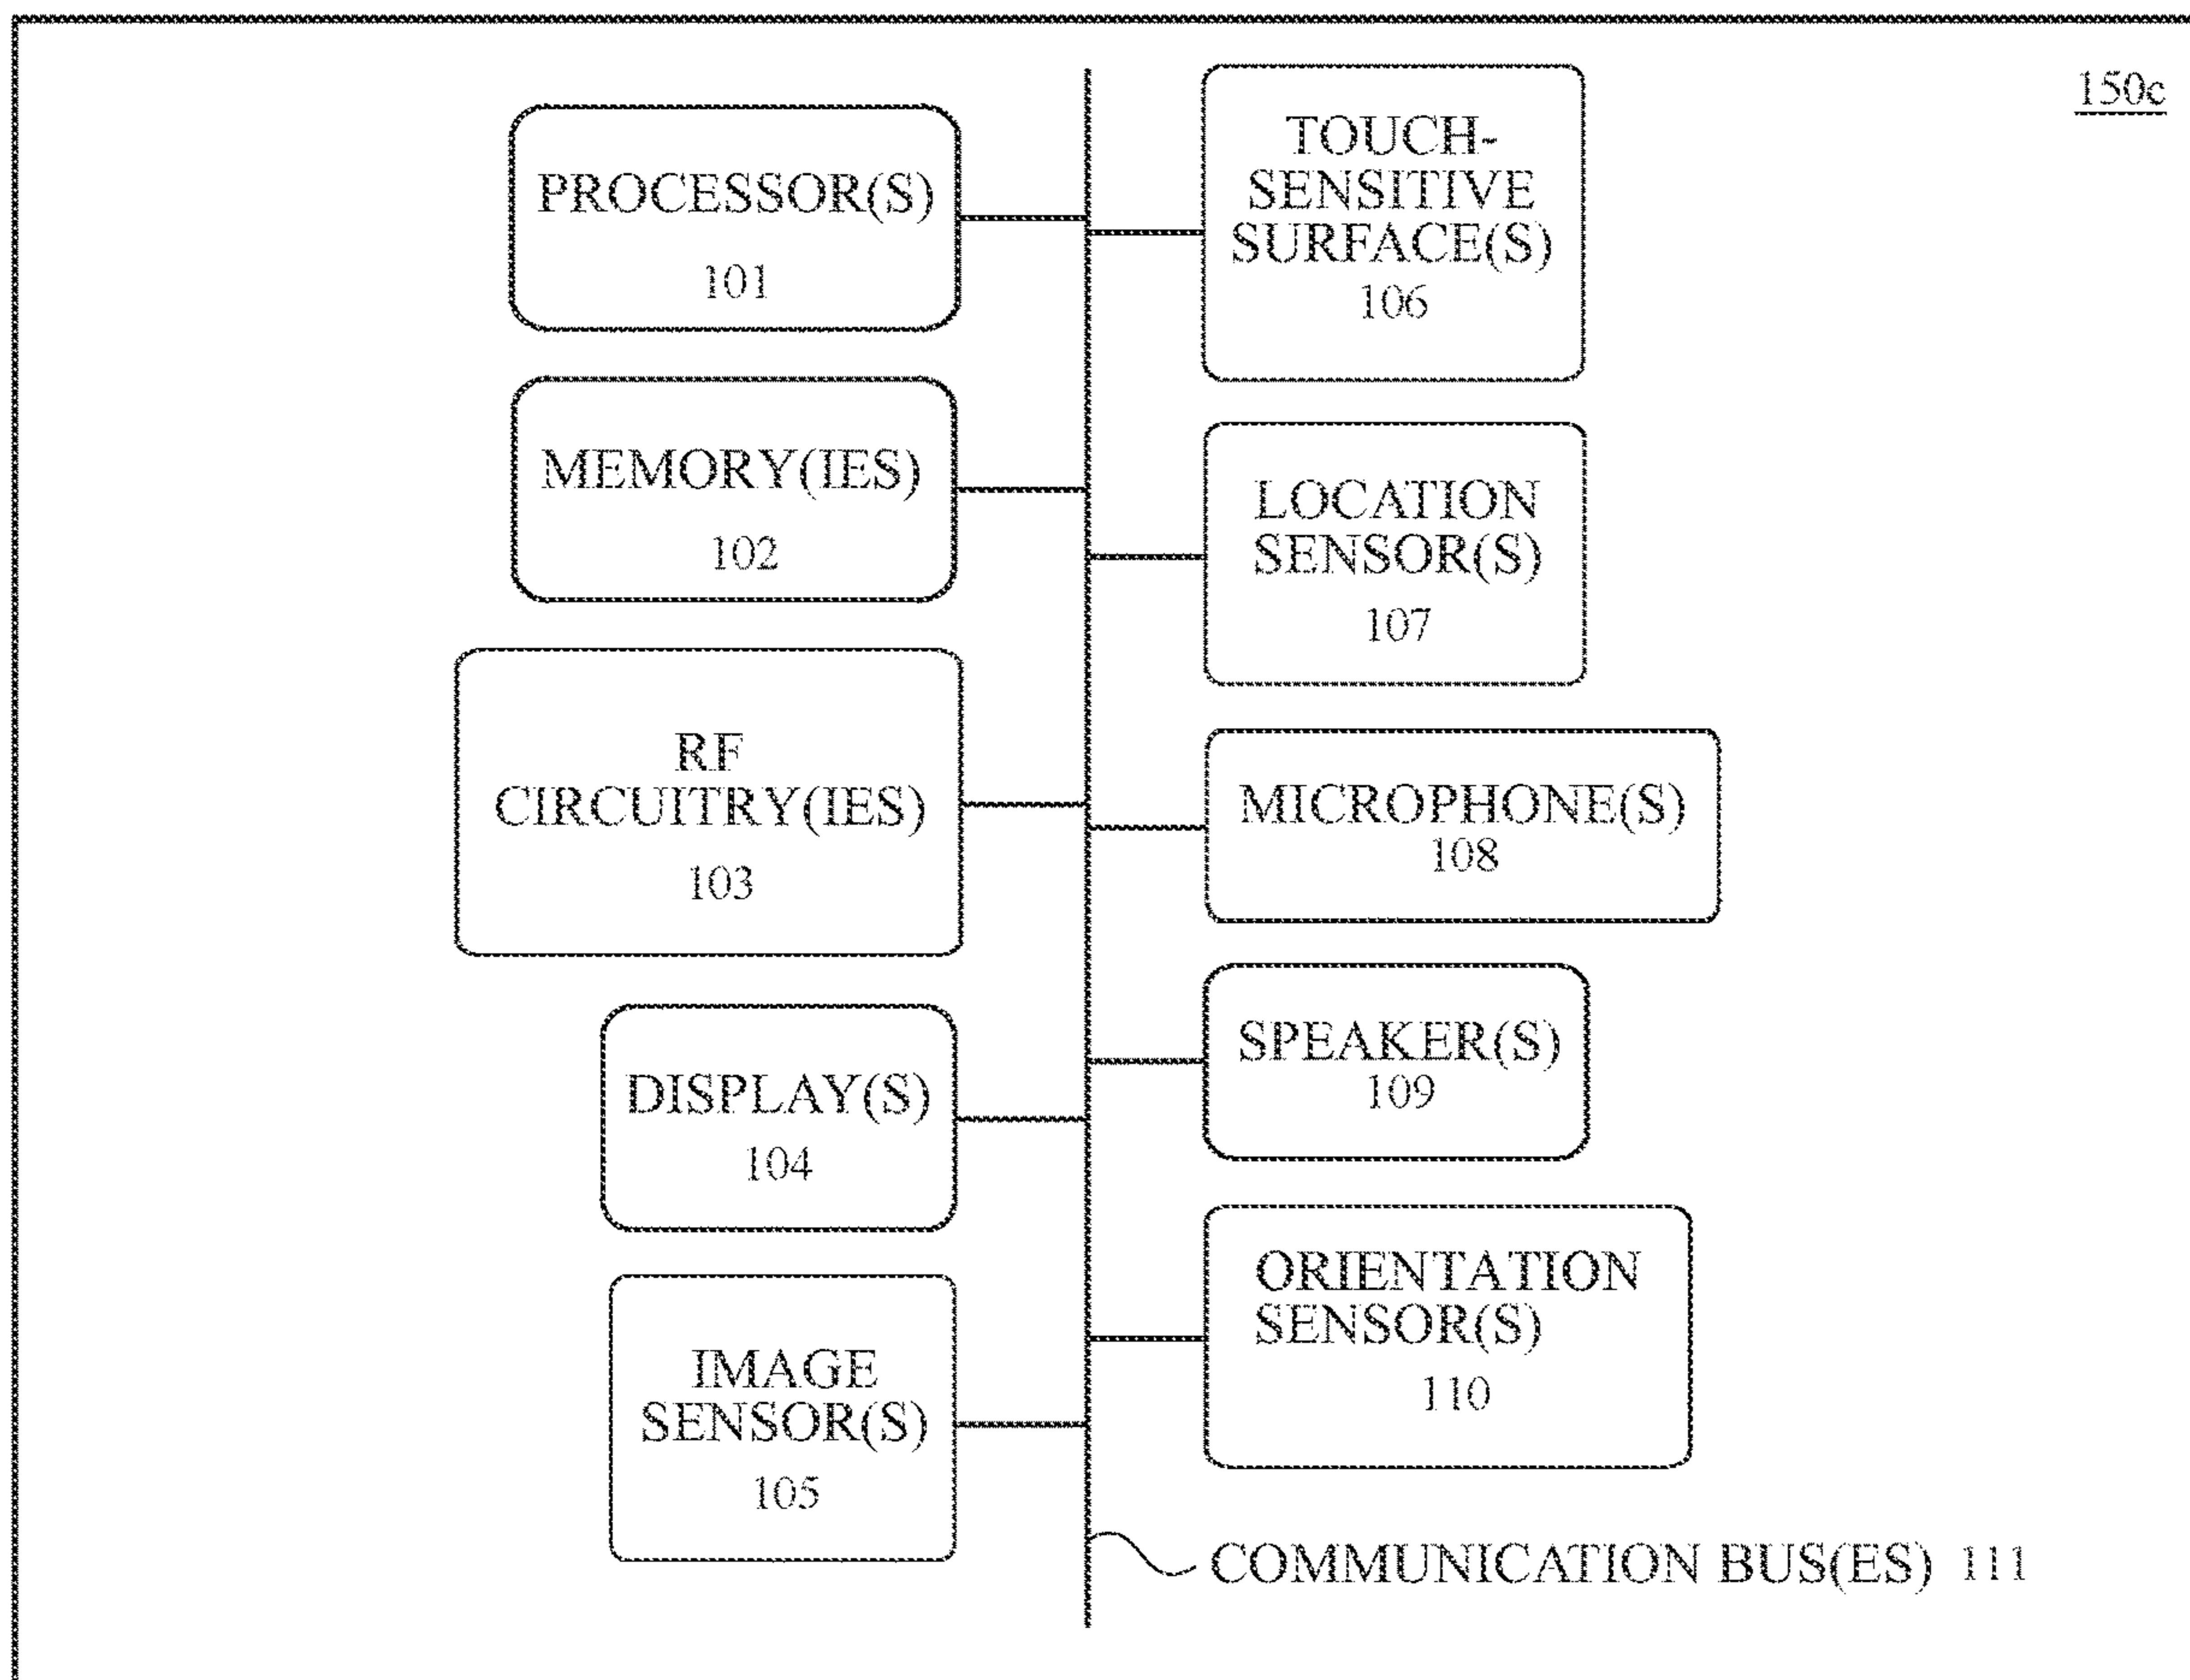 150c
PROCESSOR(S)
101
MEMORY(IES)
102
RF
CIRCUITRY(IES)
103
DISPLAY(S)
104
IMAGE
SENSOR(S)
105
TOUCH-
SENSITIVE
SURFACE(S)
106
LOCATION
SENSOR(S)
107
MICROPHONE(S)
108
SPEAKER(S)
109
ORIENTATION
SENSOR(S)
110
COMMUNICATION BUS(ES) 111